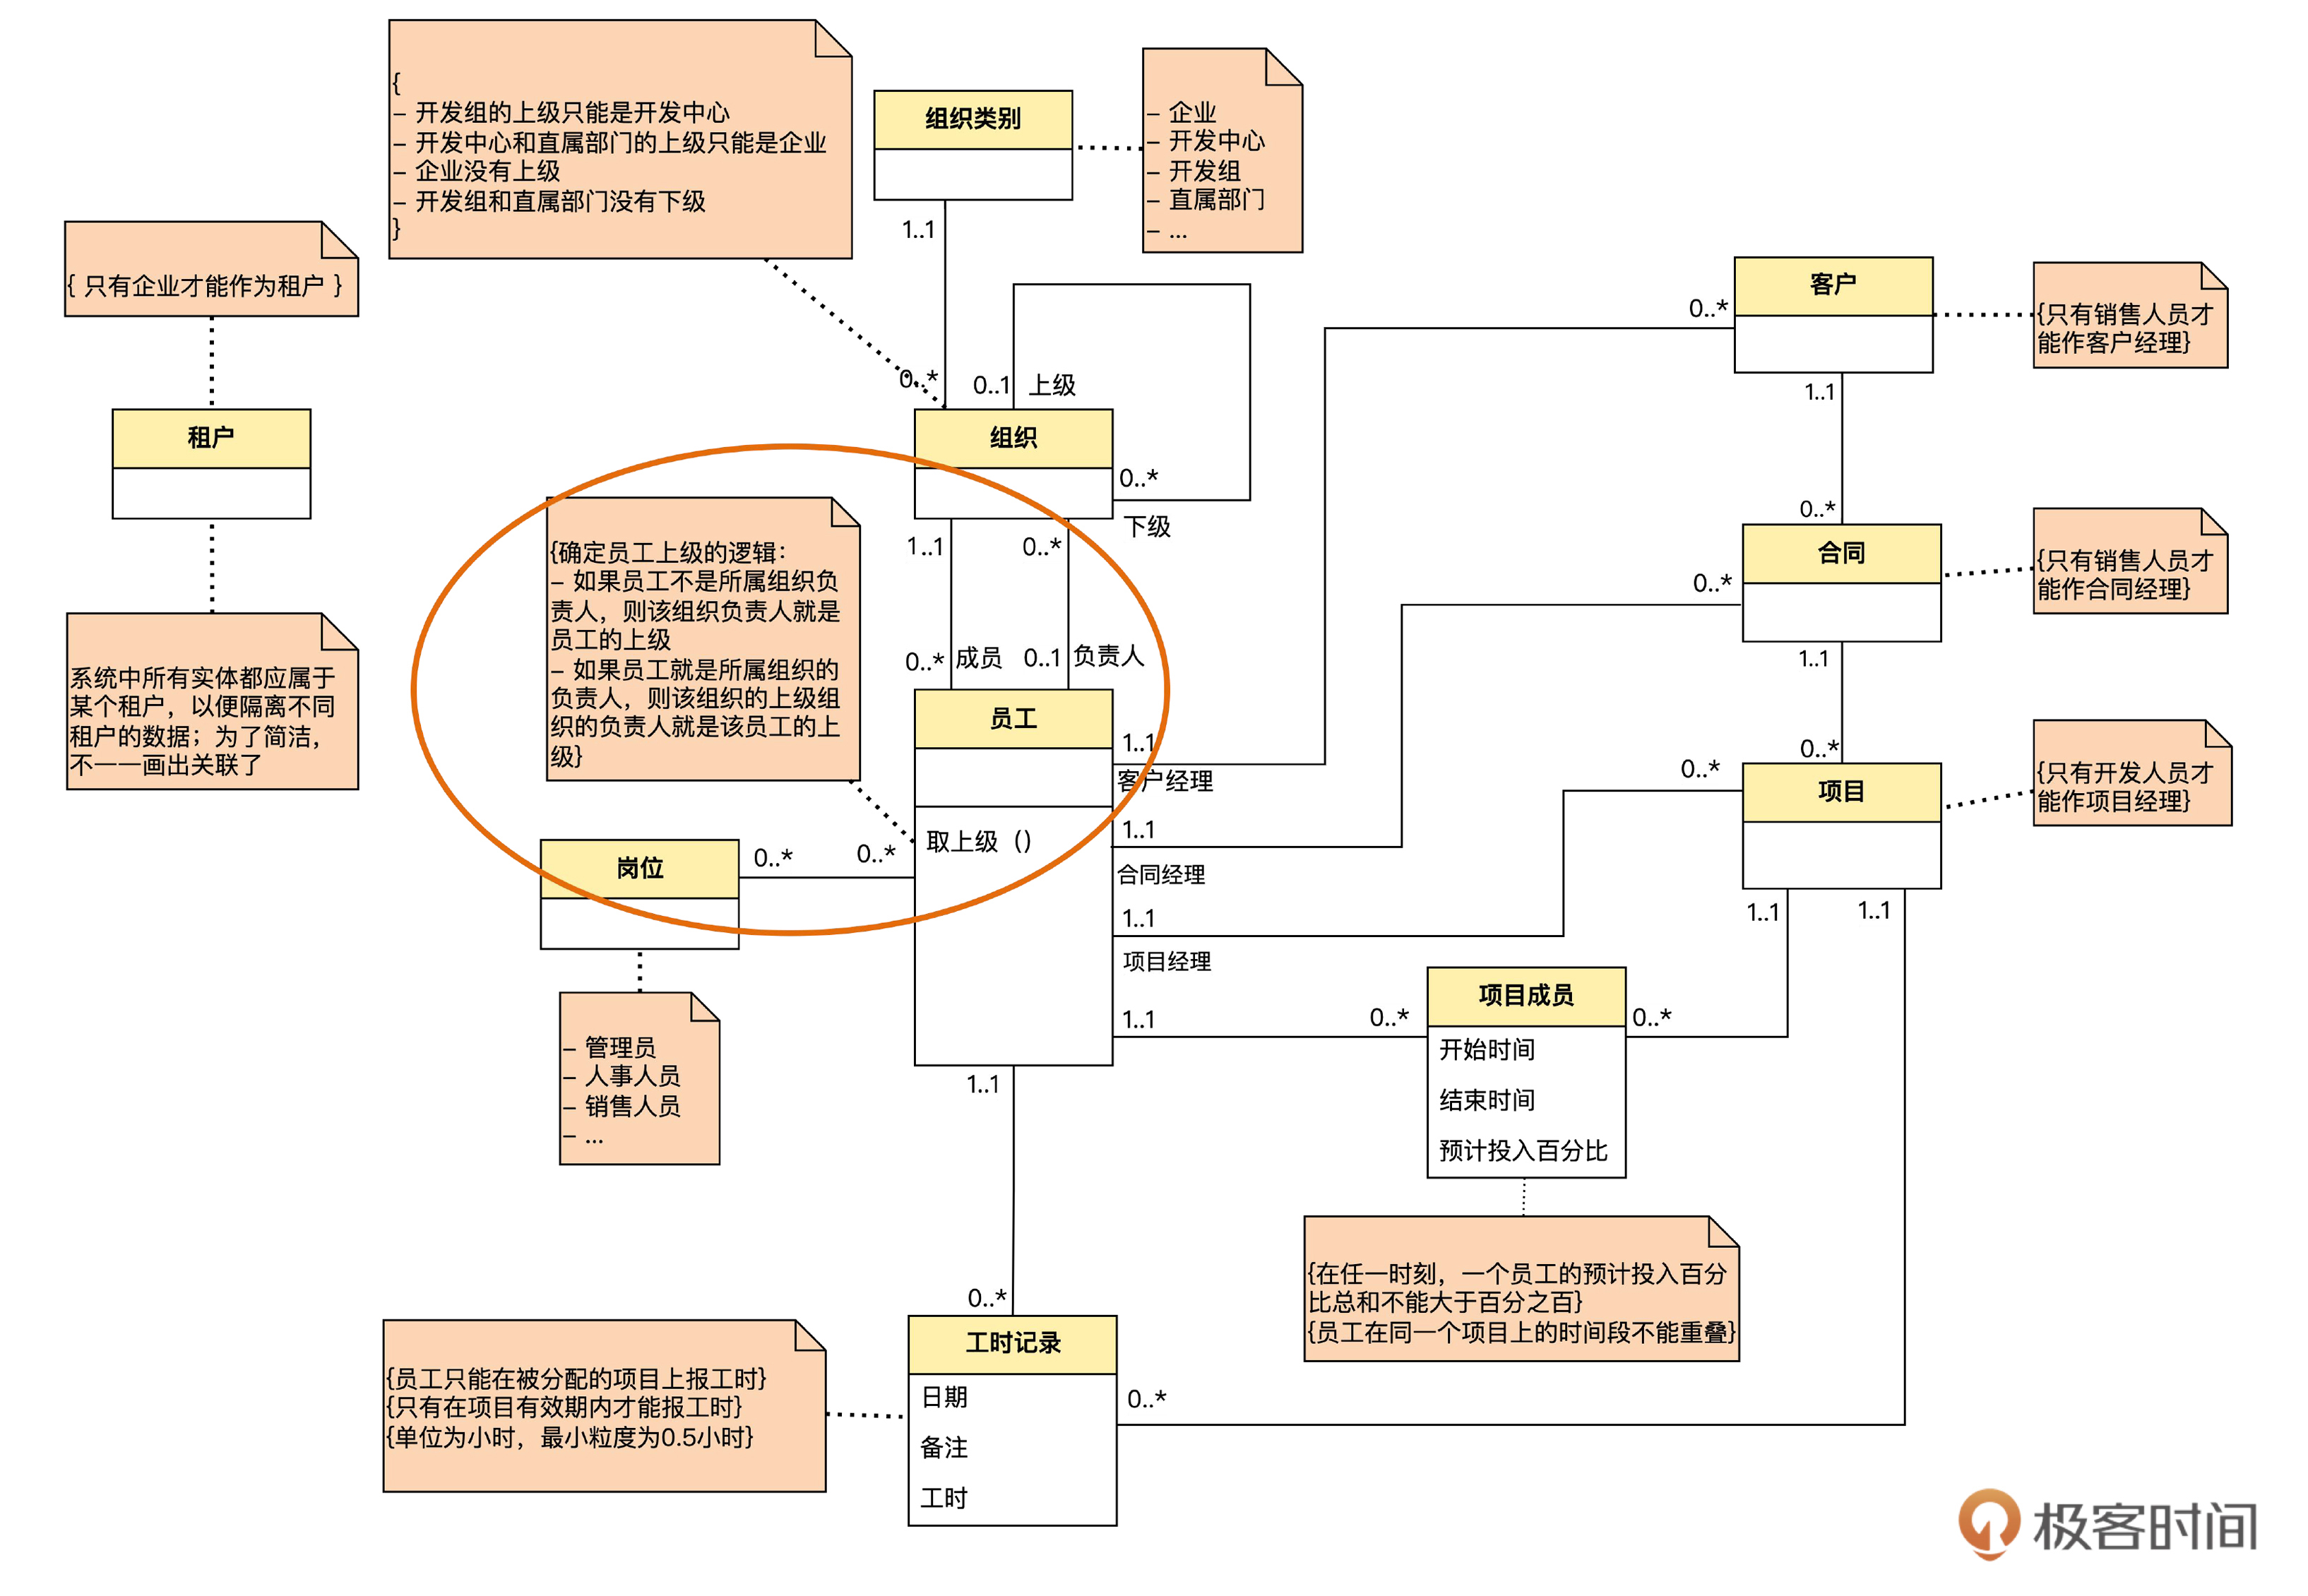 {
– 开发组的上级只能是开发中心
– 开发中心和直属部门的上级只能是企业
– 企业没有上级
– 开发组和直属部门没有下级
}
组织类别
– 企业
– 开发中心
– 开发组
– 直属部门
– ...
1..1
{ 只有企业才能作为租户 }
租户
系统中所有实体都应属于
某个租户，以便隔离不同
租户的数据；为了简洁，
不一一画出关联了
0..*
0..1
上级
组织
0..*
下级
1..1
0..*
0..*
成员
0..1
负责人
{确定员工上级的逻辑：
– 如果员工不是所属组织负
责人，则该组织负责人就是
员工的上级
– 如果员工就是所属组织的
负责人，则该组织的上级组
织的负责人就是该员工的上
级}
员工
取上级（）
岗位
0..*
0..*
– 管理员
– 人事人员
– 销售人员
– ...
1..1
客户经理
1..1
合同经理
1..1
项目经理
1..1
0..*
客户
{只有销售人员才
能作客户经理}
1..1
0..*
0..*
合同
{只有销售人员才
能作合同经理}
1..1
0..*
0..*
项目
{只有开发人员才
能作项目经理}
1..1
1..1
0..*
项目成员
0..*
开始时间
结束时间
预计投入百分比
{在任一时刻，一个员工的预计投入百分
比总和不能大于百分之百}
{员工在同一个项目上的时间段不能重叠}
1..1
0..*
工时记录
日期
备注
工时
0..*
{员工只能在被分配的项目上报工时}
{只有在项目有效期内才能报工时}
{单位为小时，最小粒度为0.5小时}
极客时间